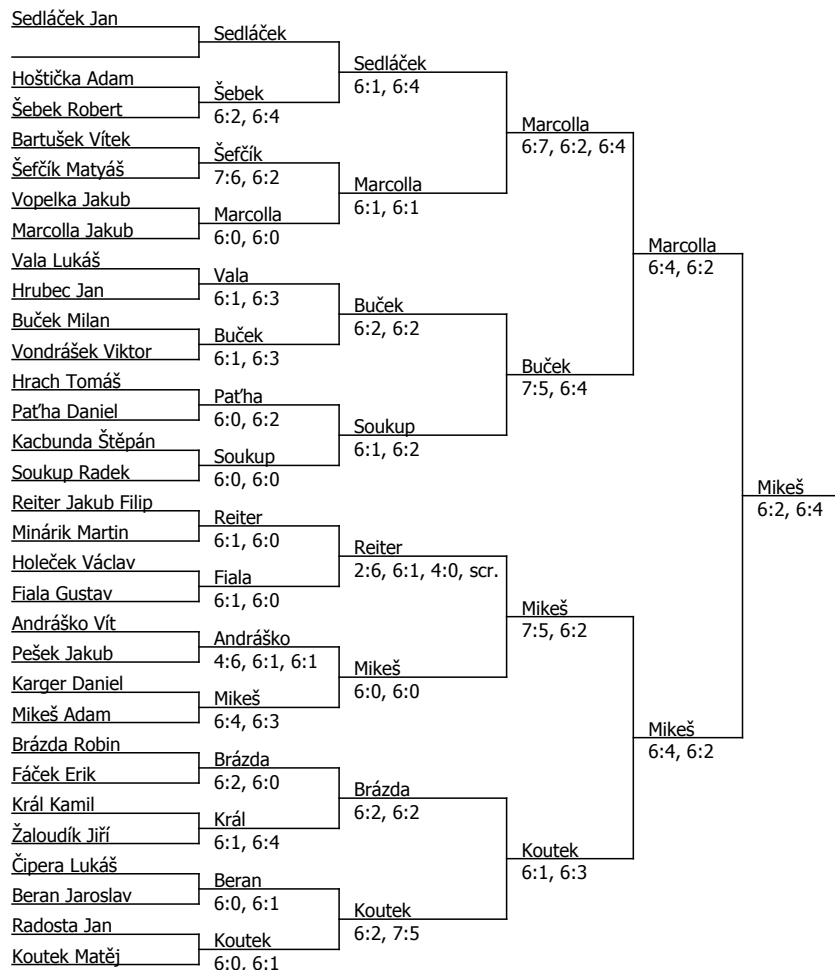 Sedláček Jan
Sedláček
Sedláček
6:1, 6:4
Hoštička Adam
Šebek
6:2, 6:4
Šebek Robert
Marcolla
6:7, 6:2, 6:4
Bartušek Vítek
Šefčík
7:6, 6:2
Šefčík Matyáš
Marcolla
6:1, 6:1
Vopelka Jakub
Marcolla
6:0, 6:0
Marcolla Jakub
Marcolla
6:4, 6:2
Vala Lukáš
Vala
6:1, 6:3
Hrubec Jan
Buček
6:2, 6:2
Buček Milan
Buček
6:1, 6:3
Vondrášek Viktor
Buček
7:5, 6:4
Hrach Tomáš
Paťha
6:0, 6:2
Paťha Daniel
Soukup
6:1, 6:2
Kacbunda Štěpán
Soukup
6:0, 6:0
Soukup Radek
Mikeš
6:2, 6:4
Reiter Jakub Filip
Reiter
6:1, 6:0
Minárik Martin
Reiter
2:6, 6:1, 4:0, scr.
Holeček Václav
Fiala
6:1, 6:0
Fiala Gustav
Mikeš
7:5, 6:2
Andráško Vít
Andráško
4:6, 6:1, 6:1
Pešek Jakub
Mikeš
6:0, 6:0
Karger Daniel
Mikeš
6:4, 6:3
Mikeš Adam
Mikeš
6:4, 6:2
Brázda Robin
Brázda
6:2, 6:0
Fáček Erik
Brázda
6:2, 6:2
Král Kamil
Král
6:1, 6:4
Žaloudík Jiří
Koutek
6:1, 6:3
Čipera Lukáš
Beran
6:0, 6:1
Beran Jaroslav
Koutek
6:2, 7:5
Radosta Jan
Koutek
6:0, 6:1
Koutek Matěj